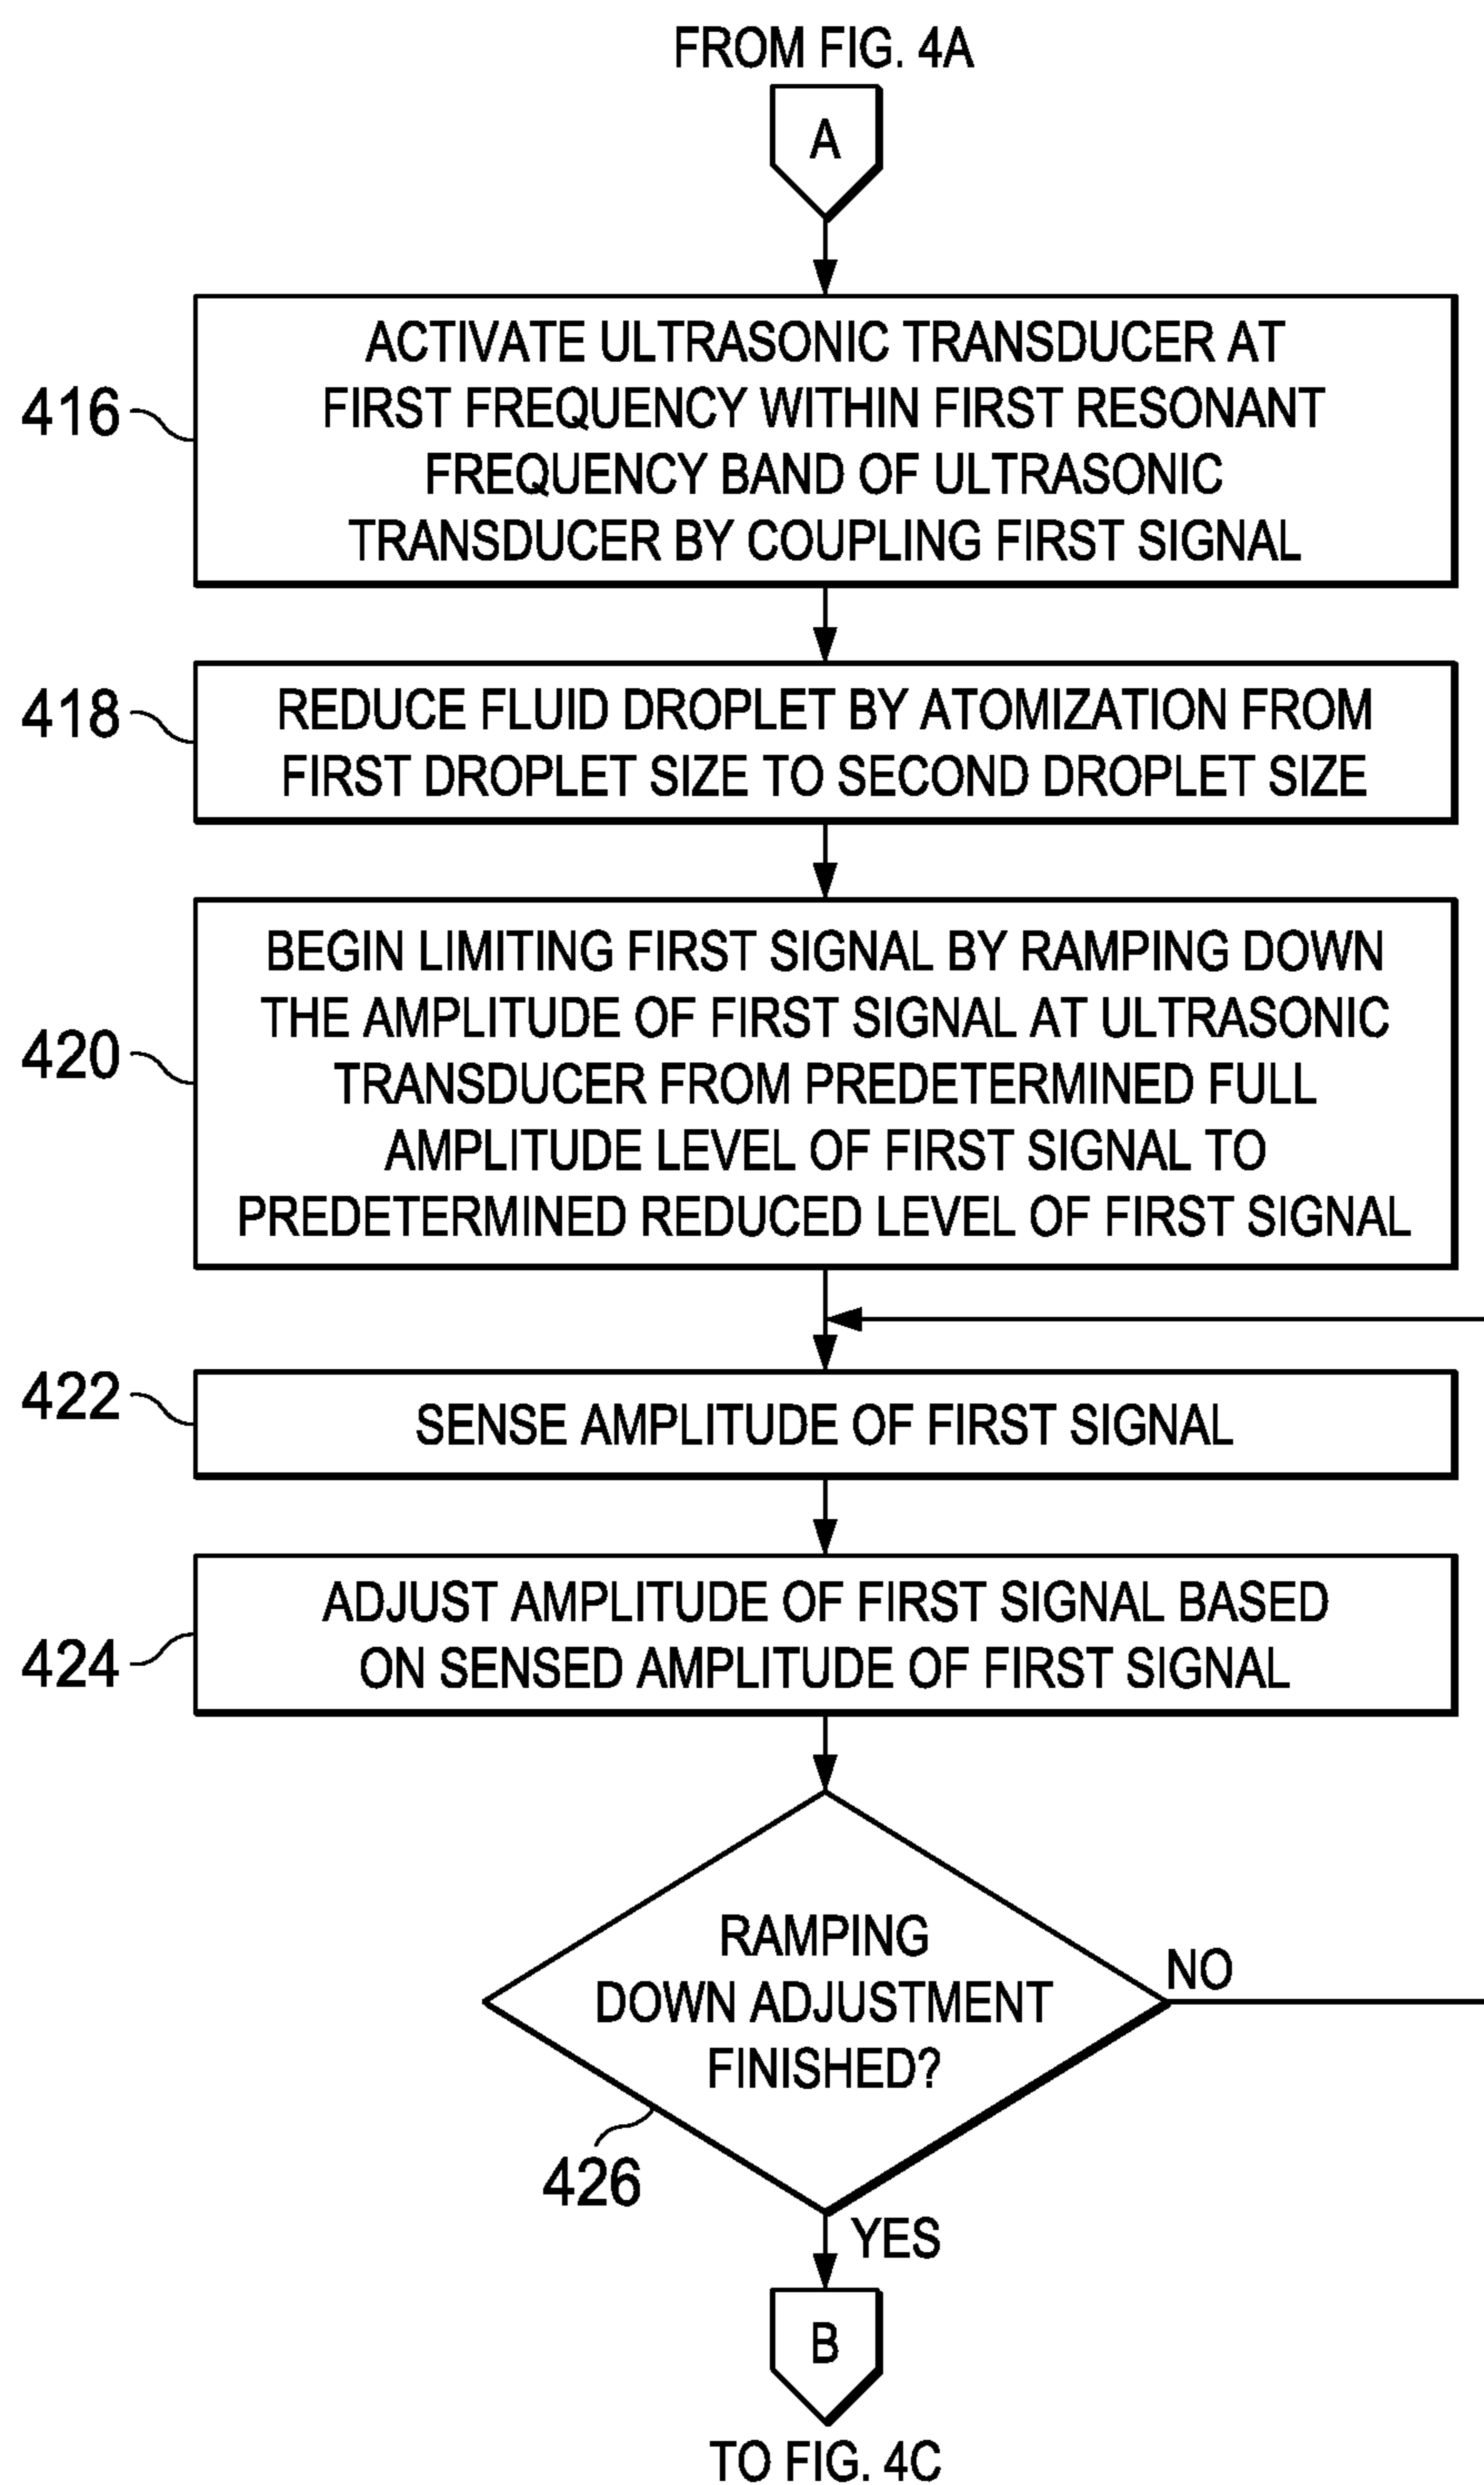 FROM FIG. 4A
A
416
ACTIVATE ULTRASONIC TRANSDUCER AT
FIRST FREQUENCY WITHIN FIRST RESONANT
FREQUENCY BAND OF ULTRASONIC
TRANSDUCER BY COUPLING FIRST SIGNAL
418
REDUCE FLUID DROPLET BY ATOMIZATION FROM
FIRST DROPLET SIZE TO SECOND DROPLET SIZE
420
BEGIN LIMITING FIRST SIGNAL BY RAMPING DOWN
THE AMPLITUDE OF FIRST SIGNAL AT ULTRASONIC
TRANSDUCER FROM PREDETERMINED FULL
AMPLITUDE LEVEL OF FIRST SIGNAL TO
PREDETERMINED REDUCED LEVEL OF FIRST SIGNAL
422
SENSE AMPLITUDE OF FIRST SIGNAL
424
ADJUST AMPLITUDE OF FIRST SIGNAL BASED
ON SENSED AMPLITUDE OF FIRST SIGNAL
RAMPING
DOWN ADJUSTMENT
FINISHED?
NO
426
YES
B
TO FIG. 4C